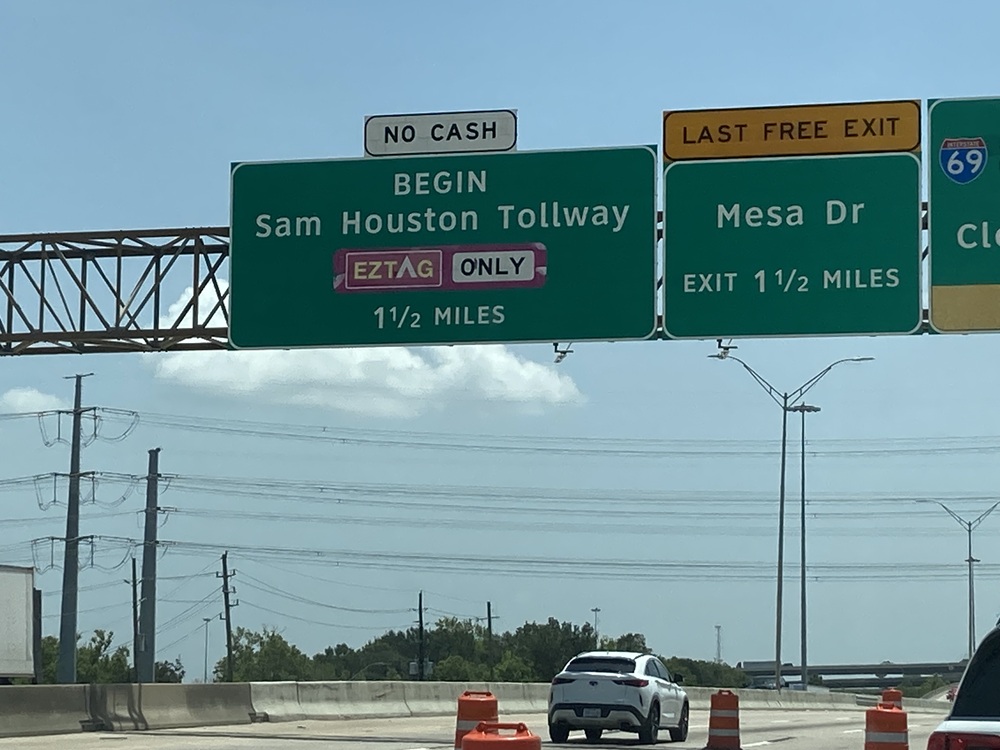 NO CASH
BEGIN
Sam Houston Tollway
EZTAG ONLY
1 1/2 MILES
LAST FREE EXIT
Mesa Dr
EXIT 1 1/2 MILES
INTERSTATE
69
Cle